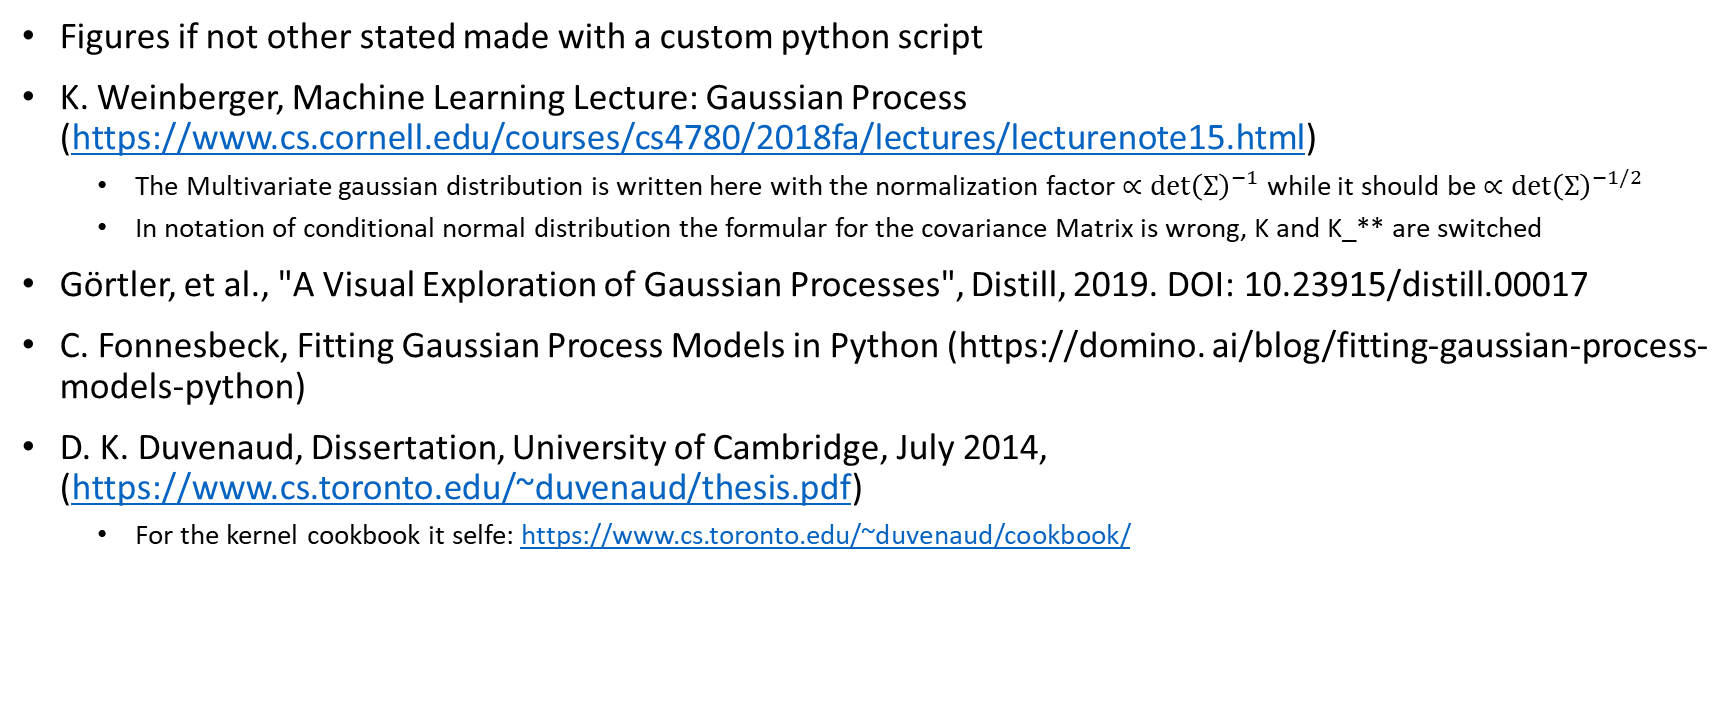 • Figures if not other stated made with a custom python script
• K. Weinberger, Machine Learning Lecture: Gaussian Process
(https://www.cs.cornell.edu/courses/cs4780/2018fa/lectures/lecturenote15.html)
• The Multivariate gaussian distribution is written here with the normalization factor ∝ det(Σ)⁻¹ while it should be ∝ det(Σ)⁻¹ᐟ²
• In notation of conditional normal distribution the formular for the covariance Matrix is wrong, K and K_** are switched
• Görtler, et al., "A Visual Exploration of Gaussian Processes", Distill, 2019. DOI: 10.23915/distill.00017
• C. Fonnesbeck, Fitting Gaussian Process Models in Python (https://domino. ai/blog/fitting-gaussian-process-
models-python)
• D. K. Duvenaud, Dissertation, University of Cambridge, July 2014,
(https://www.cs.toronto.edu/~duvenaud/thesis.pdf)
• For the kernel cookbook it selfe: https://www.cs.toronto.edu/~duvenaud/cookbook/